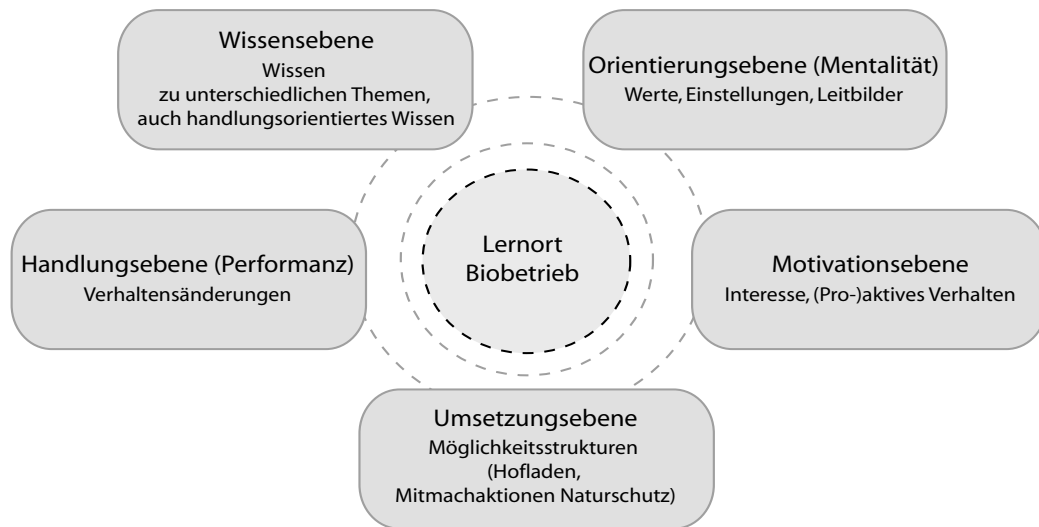 Wissensebene
Wissen
zu unterschiedlichen Themen,
auch handlungsorientiertes Wissen
Orientierungsebene (Mentalität)
Werte, Einstellungen, Leitbilder
Handlungsebene (Performanz)
Verhaltensänderungen
Lernort
Biobetrieb
Motivationsebene
Interesse, (Pro-)aktives Verhalten
Umsetzungsebene
Möglichkeitsstrukturen
(Hofladen,
Mitmachaktionen Naturschutz)